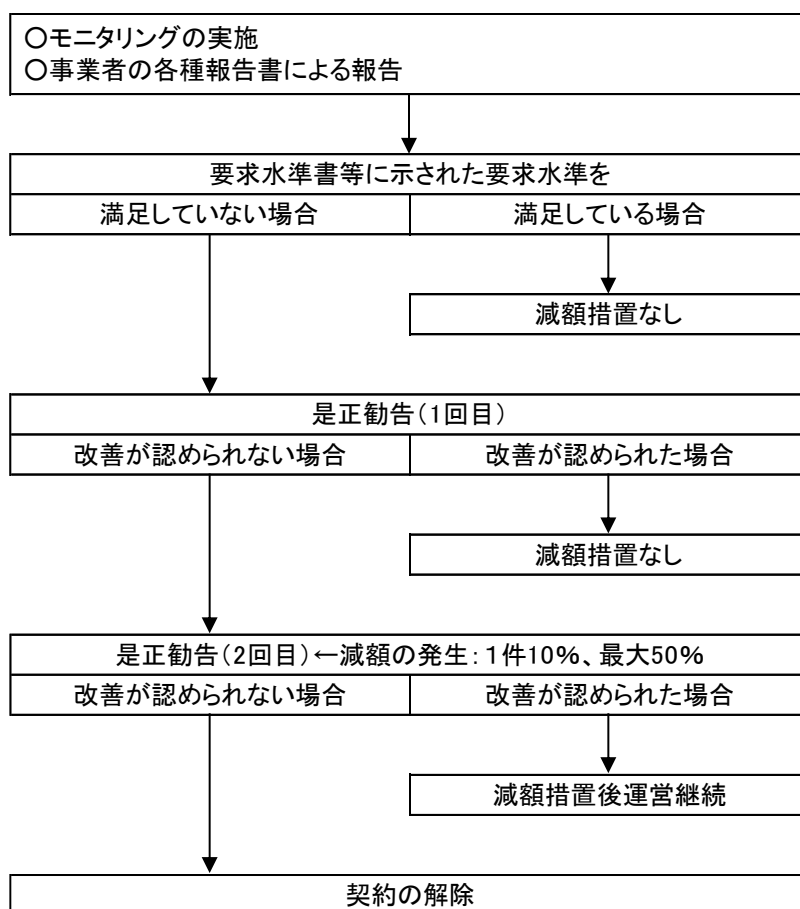 ○モニタリングの実施
○事業者の各種報告書による報告
要求水準書等に示された要求水準を
満足していない場合
満足している場合
減額措置なし
是正勧告(1回目)
改善が認められない場合
改善が認められた場合
減額措置なし
是正勧告(2回目)←減額の発生:1件10%、最大50%
改善が認められない場合
改善が認められた場合
減額措置後運営継続
契約の解除